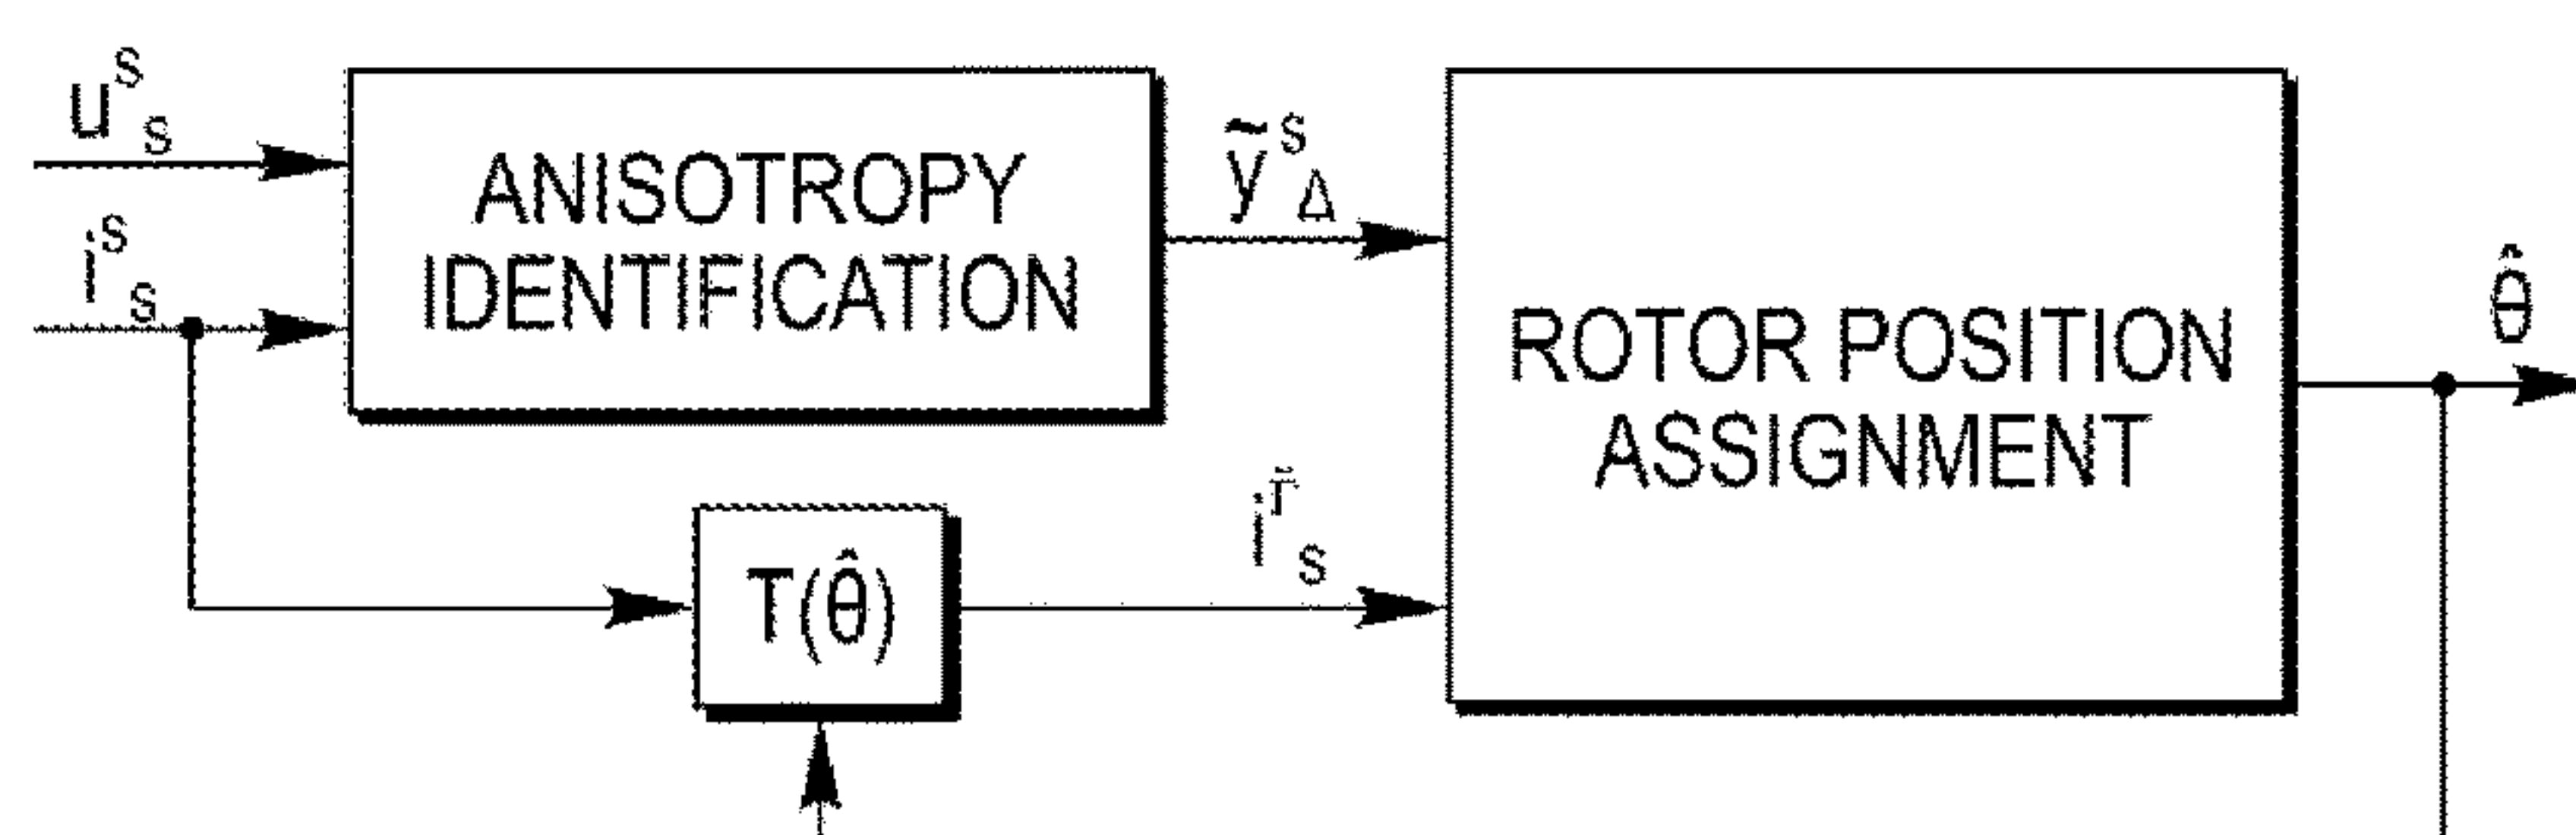 u^s_s
i^s_s
ANISOTROPY
IDENTIFICATION
ỹ^s_Δ
ROTOR POSITION
ASSIGNMENT
θ̂
T(θ̂)
i^r̄_s